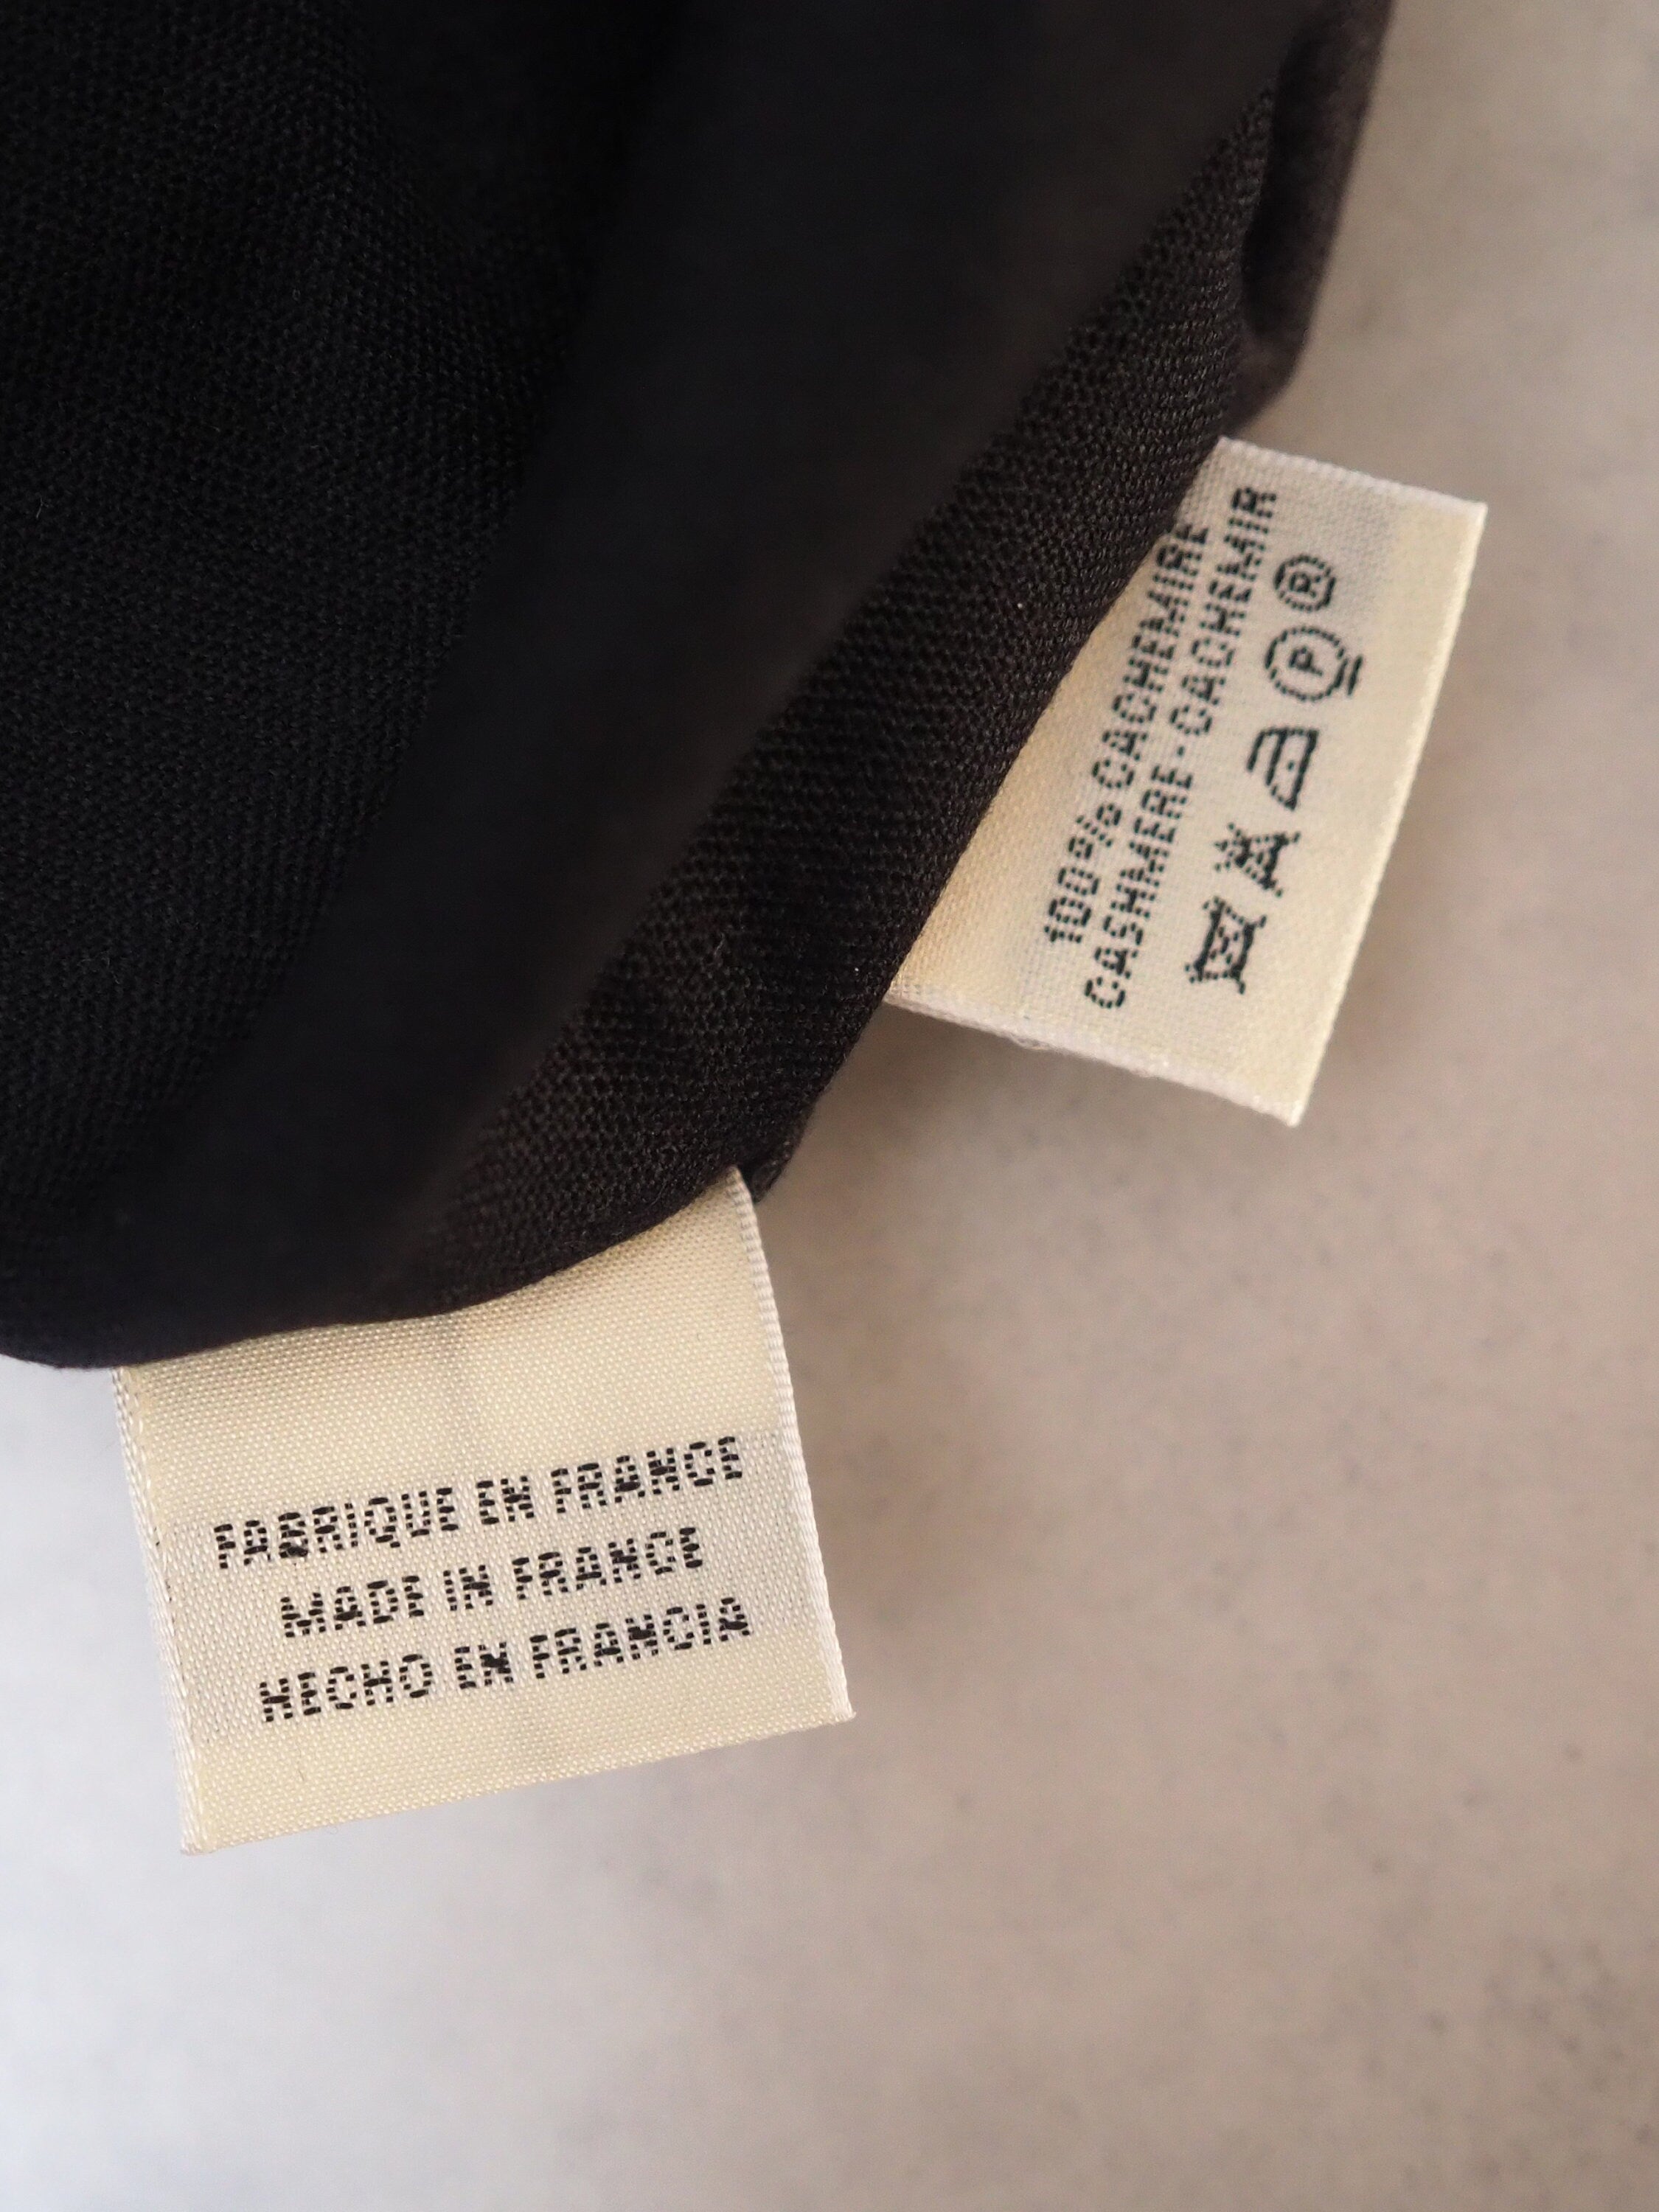 100% CACHEMIRE
CASHMERE-CACHEMIR
P R
FABRIQUE EN FRANCE
MADE IN FRANCE
HECHO EN FRANCIA